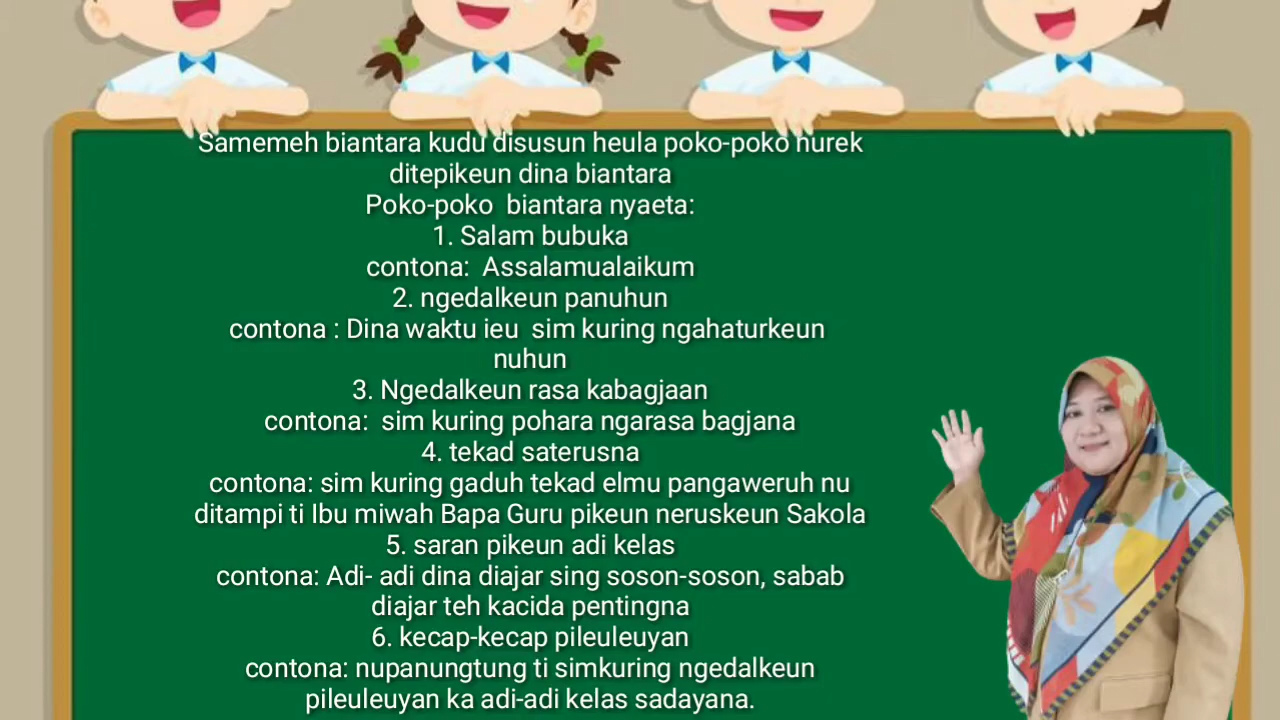 Samemeh biantara kudu disusun heula poko-poko nurek
ditepikeun dina biantara
Poko-poko  biantara nyaeta:
1. Salam bubuka
contona:  Assalamualaikum
2. ngedalkeun panuhun
contona : Dina waktu ieu  sim kuring ngahaturkeun
nuhun
3. Ngedalkeun rasa kabagjaan
contona:  sim kuring pohara ngarasa bagjana
4. tekad saterusna
contona: sim kuring gaduh tekad elmu pangaweruh nu
ditampi ti Ibu miwah Bapa Guru pikeun neruskeun Sakola
5. saran pikeun adi kelas
contona: Adi- adi dina diajar sing soson-soson, sabab
diajar teh kacida pentingna
6. kecap-kecap pileuleuyan
contona: nupanungtung ti simkuring ngedalkeun
pileuleuyan ka adi-adi kelas sadayana.